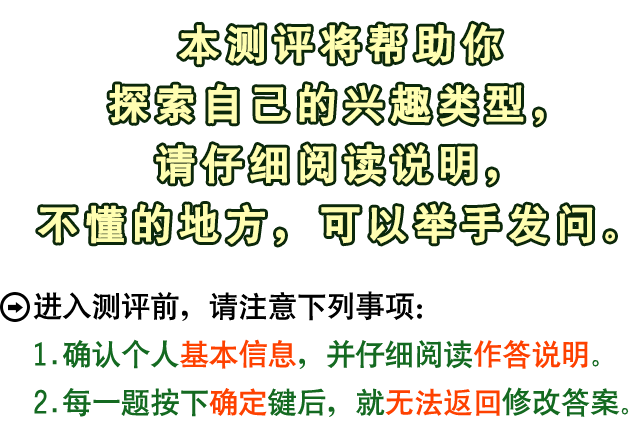 本测评将帮助你
探索自己的兴趣类型，
请仔细阅读说明，
不懂的地方，可以举手发问。
进入测评前，请注意下列事项：
1.确认个人基本信息，并仔细阅读作答说明。
2.每一题按下确定键后，就无法返回修改答案。